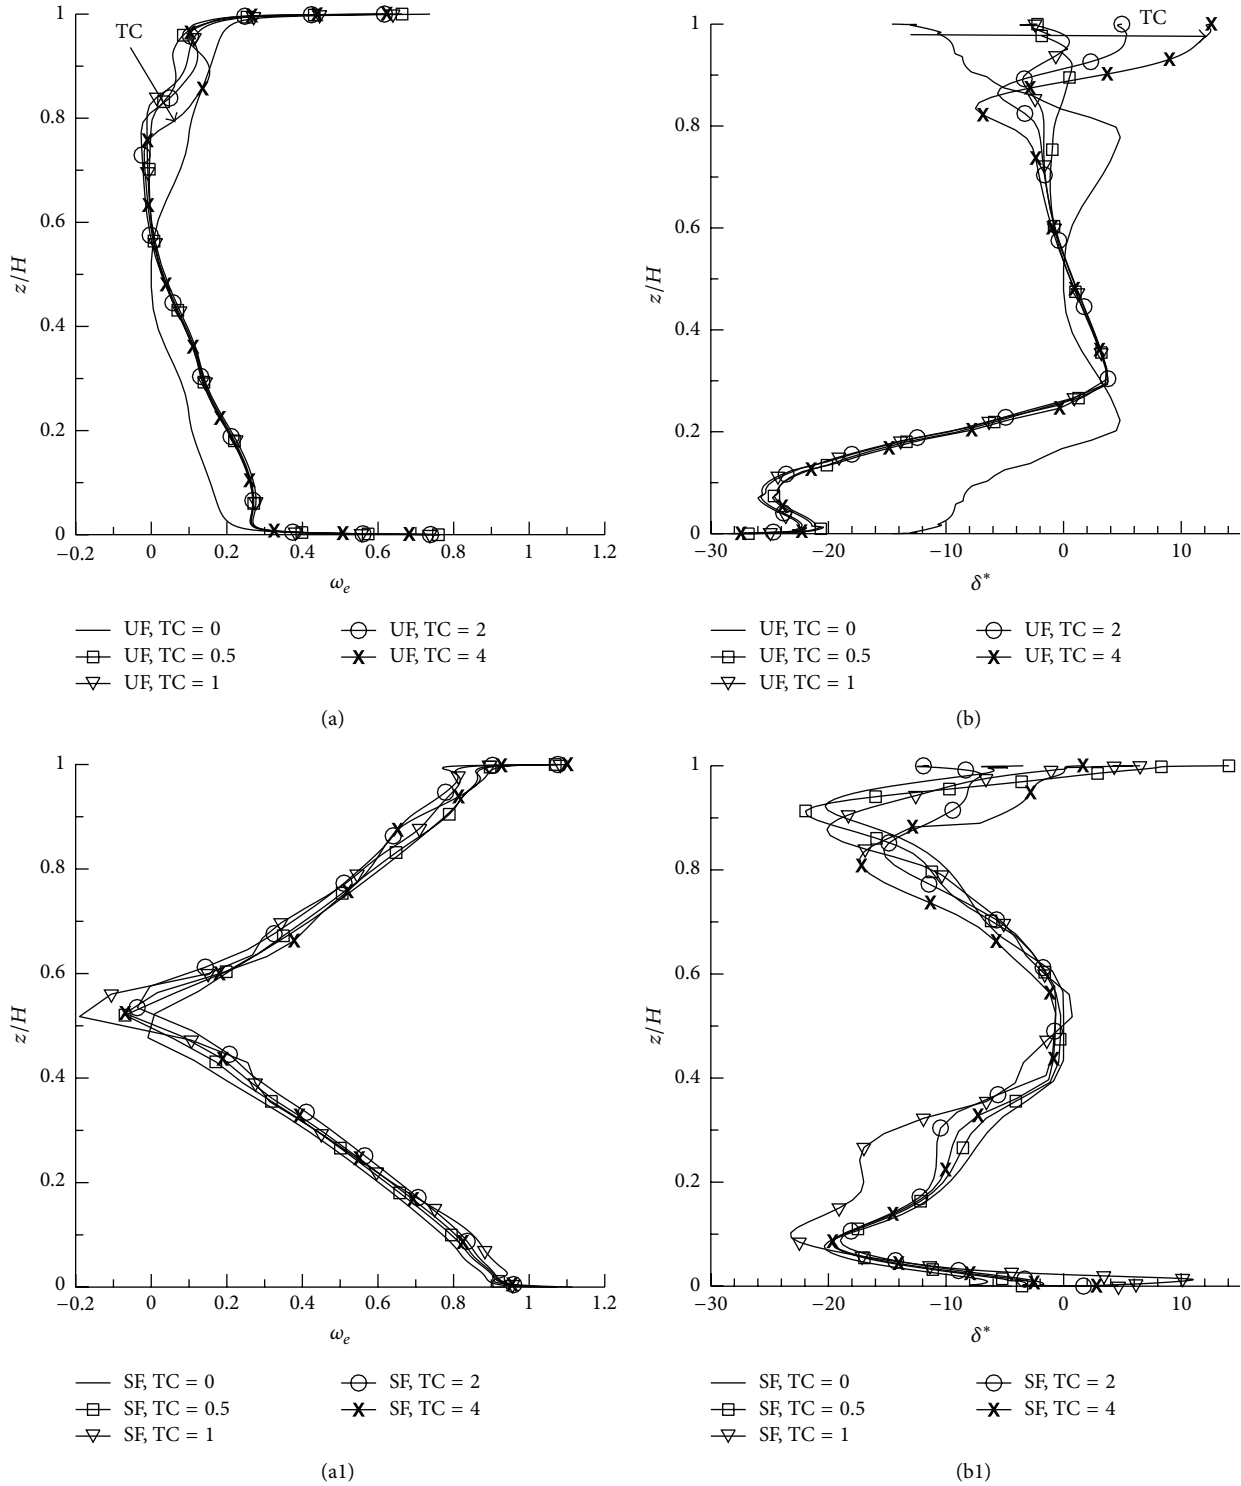 1
0.8
0.6
0.4
0.2
0
z/H
TC
−0.2 0 0.2 0.4 0.6 0.8 1 1.2
ωe
UF, TC = 0
UF, TC = 0.5
UF, TC = 1
UF, TC = 2
UF, TC = 4
(a)
1
0.8
0.6
0.4
0.2
0
z/H
TC
−30 −20 −10 0 10
δ*
UF, TC = 0
UF, TC = 0.5
UF, TC = 1
UF, TC = 2
UF, TC = 4
(b)
1
0.8
0.6
0.4
0.2
0
z/H
−0.2 0 0.2 0.4 0.6 0.8 1 1.2
ωe
SF, TC = 0
SF, TC = 0.5
SF, TC = 1
SF, TC = 2
SF, TC = 4
(a1)
1
0.8
0.6
0.4
0.2
0
z/H
−30 −20 −10 0 10
δ*
SF, TC = 0
SF, TC = 0.5
SF, TC = 1
SF, TC = 2
SF, TC = 4
(b1)